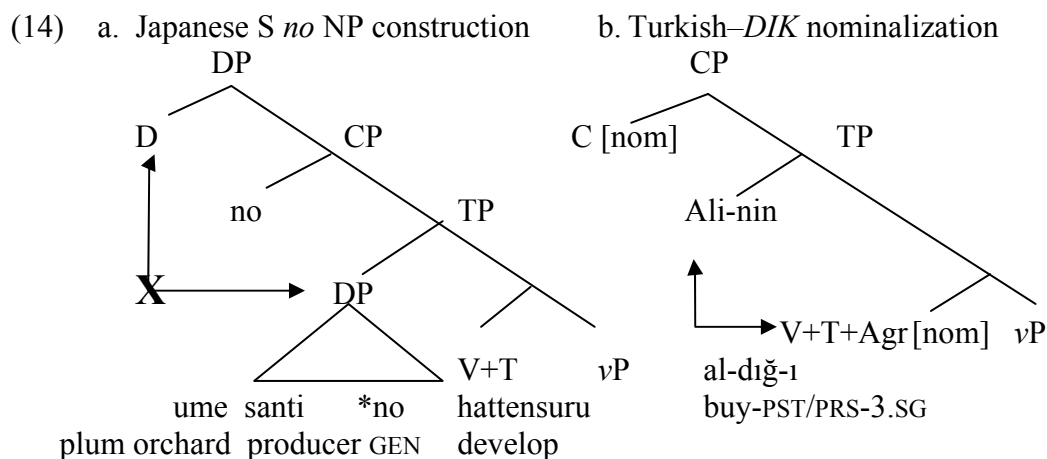 (14) a. Japanese S no NP construction b. Turkish–DIK nominalization
DP CP
D CP C [nom] TP
no TP Ali-nin
X DP V+T+Agr[nom] vP
V+T vP al-dığ-ı
ume santi *no hattensuru buy-PST/PRS-3.SG
plum orchard producer GEN develop